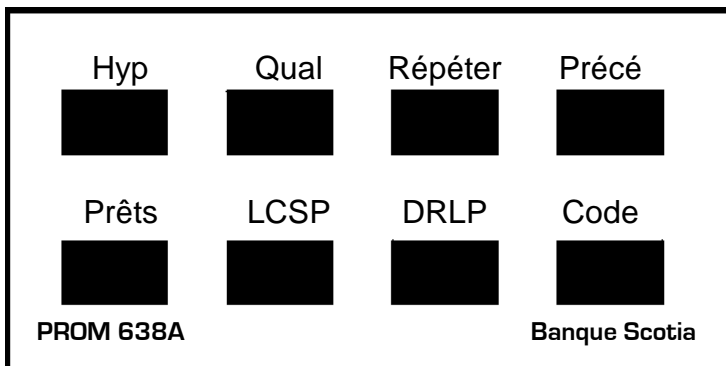 Hyp Qual Répéter Précé
Prêts LCSP DRLP Code
PROM 638A Banque Scotia